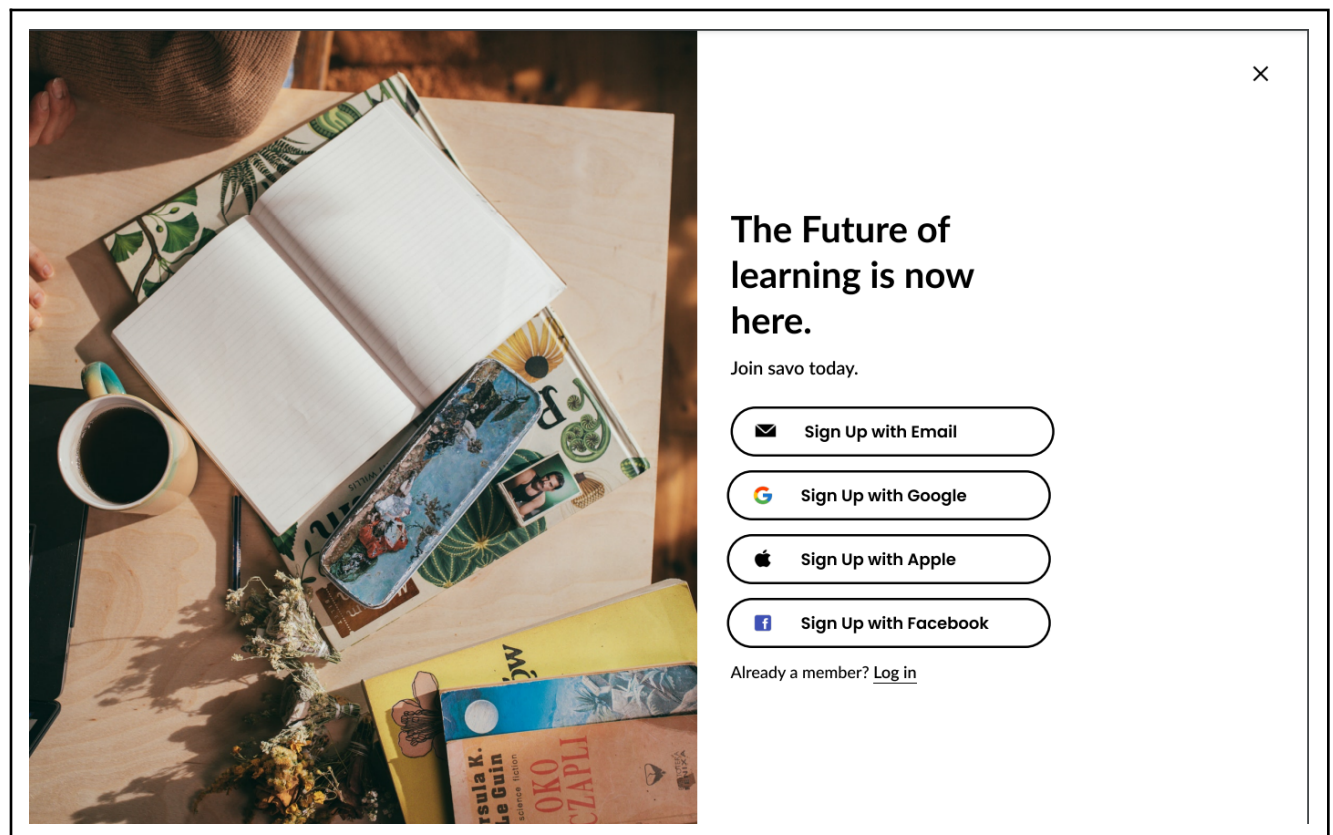 The Future of
learning is now
here.
Join savo today.
Sign Up with Email
Sign Up with Google
Sign Up with Apple
Sign Up with Facebook
Already a member? Log in
WILLIS
Ursula K.
Le Guin
science fiction
OKO
CZAPLI